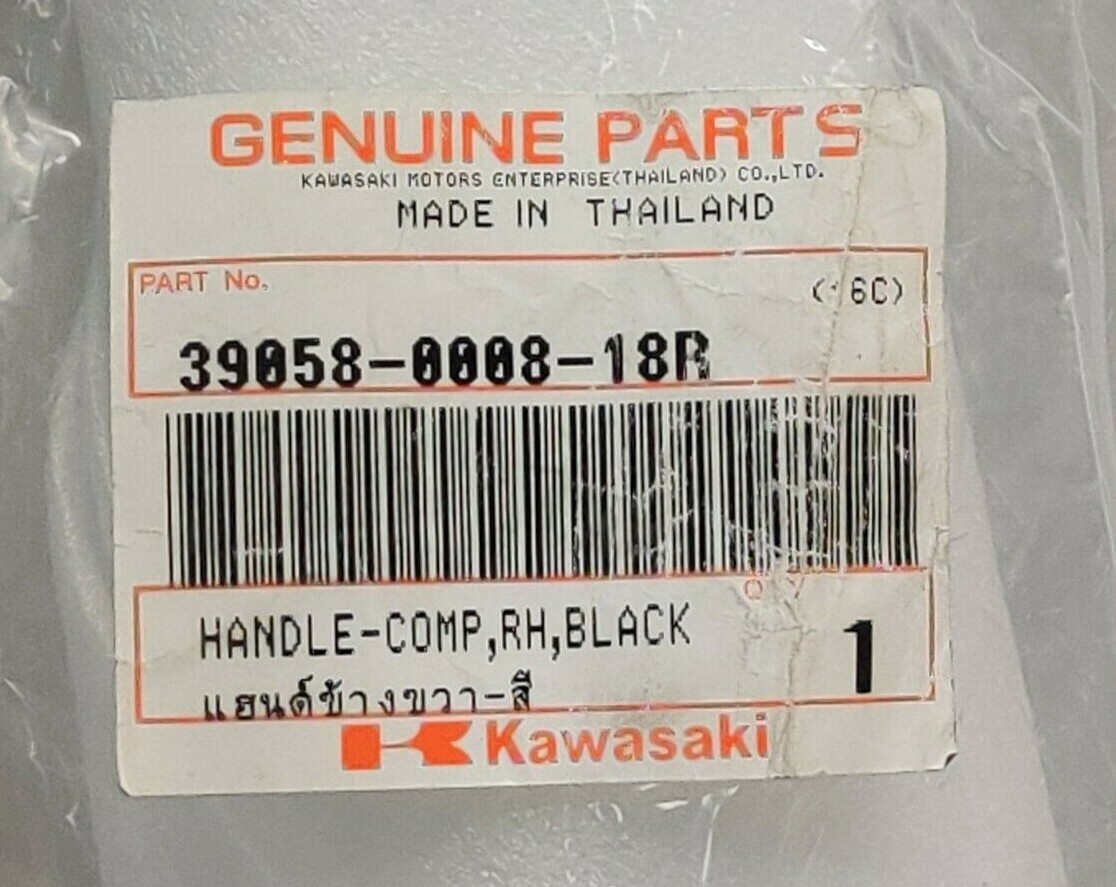 GENUINE PARTS
KAWASAKI MOTORS ENTERPRISE(THAILAND) CO.,LTD.
MADE IN THAILAND
PART No.
39058-0008-18R
HANDLE-COMP,RH,BLACK
1
แฮนด์ข้างขวา-สี
Kawasaki